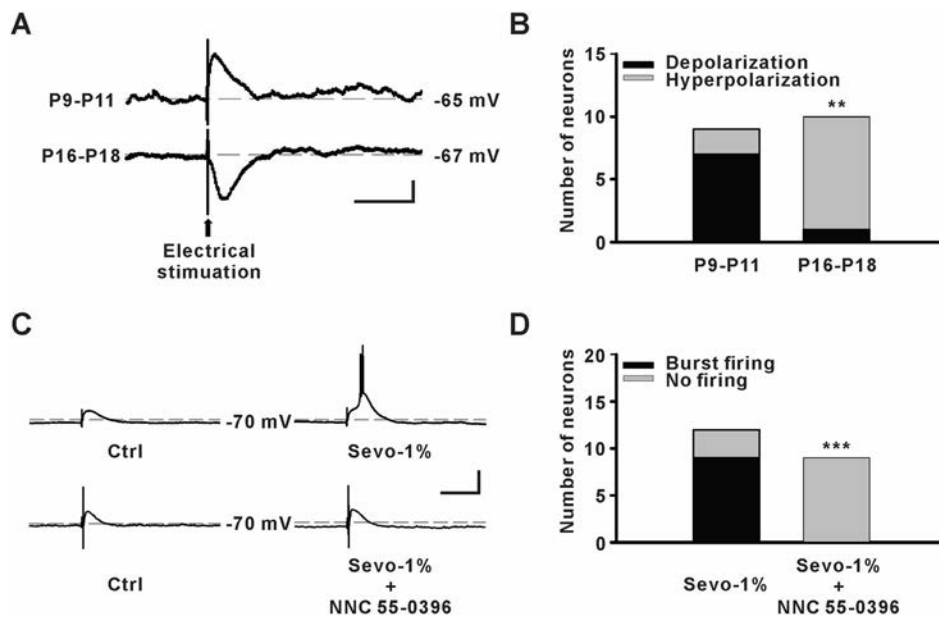 A
P9-P11
-65 mV
P16-P18
-67 mV
Electrical
stimuation
B
Number of neurons
15
10
5
0
Depolarization
Hyperpolarization
**
P9-P11
P16-P18
C
-70 mV
Ctrl
Sevo-1%
-70 mV
Ctrl
Sevo-1%
+
NNC 55-0396
D
Number of neurons
20
15
10
5
0
Burst firing
No firing
***
Sevo-1%
Sevo-1%
+
NNC 55-0396